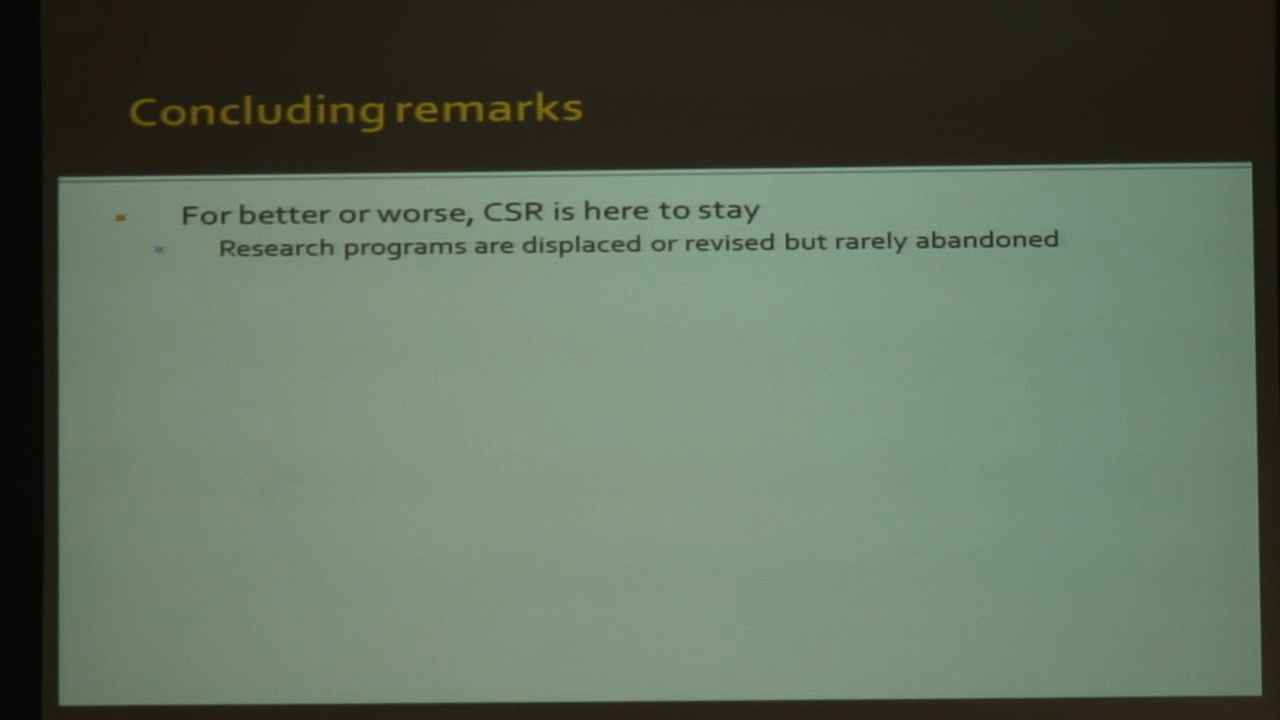 Concluding remarks
For better or worse, CSR is here to stay
Research programs are displaced or revised but rarely abandoned